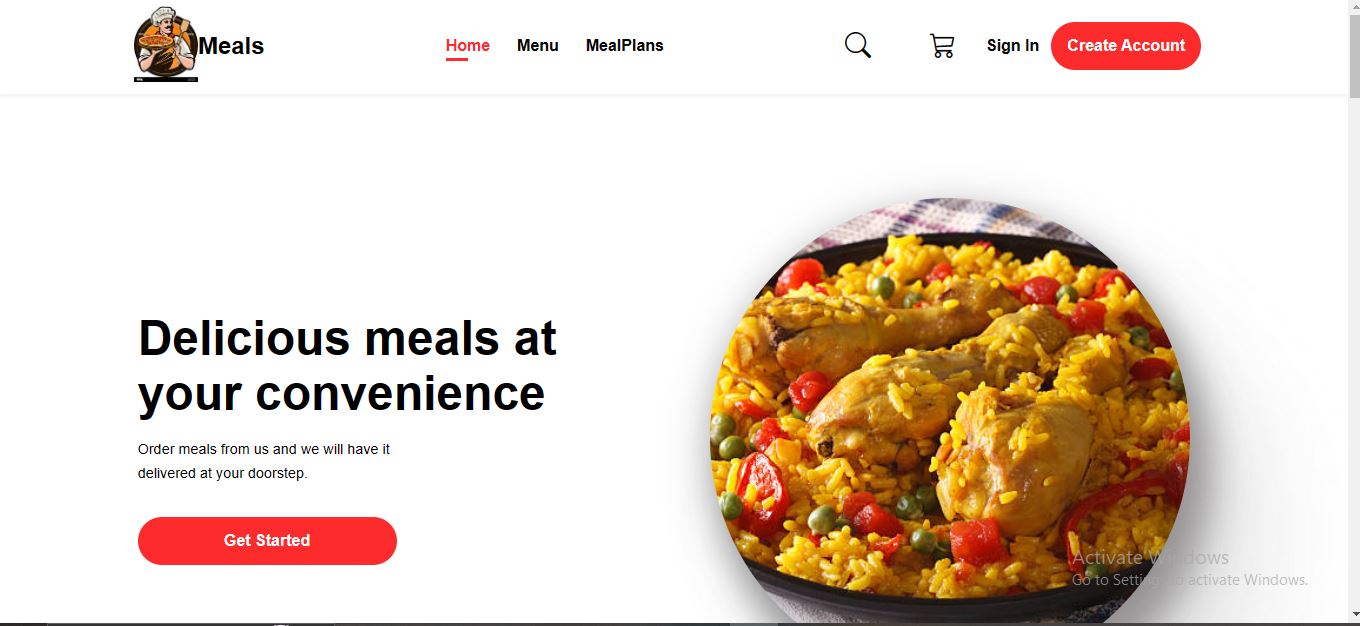 Meals
Home Menu MealPlans
Sign In Create Account
Delicious meals at
your convenience
Order meals from us and we will have it
delivered at your doorstep.
Get Started
Activate Windows
Go to Settings to activate Windows.